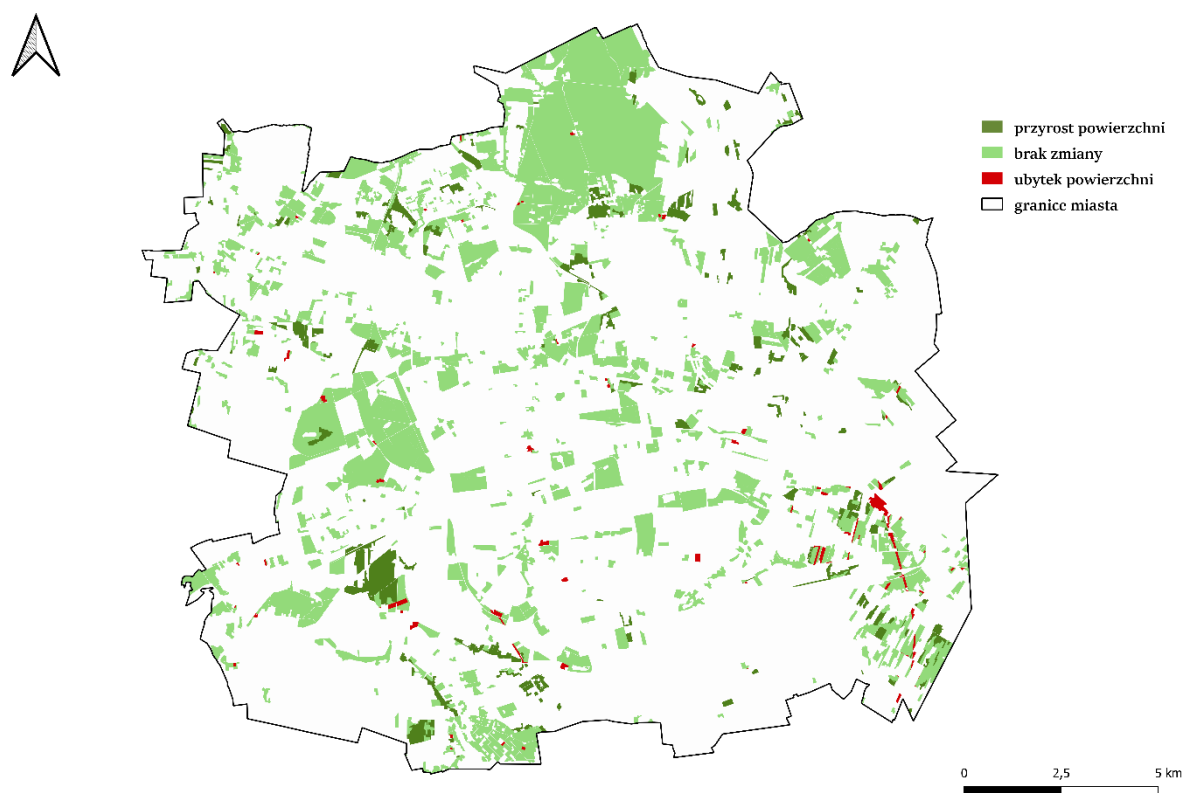 przyrost powierzchni
brak zmiany
ubytek powierzchni
granice miasta
0 2,5 5 km